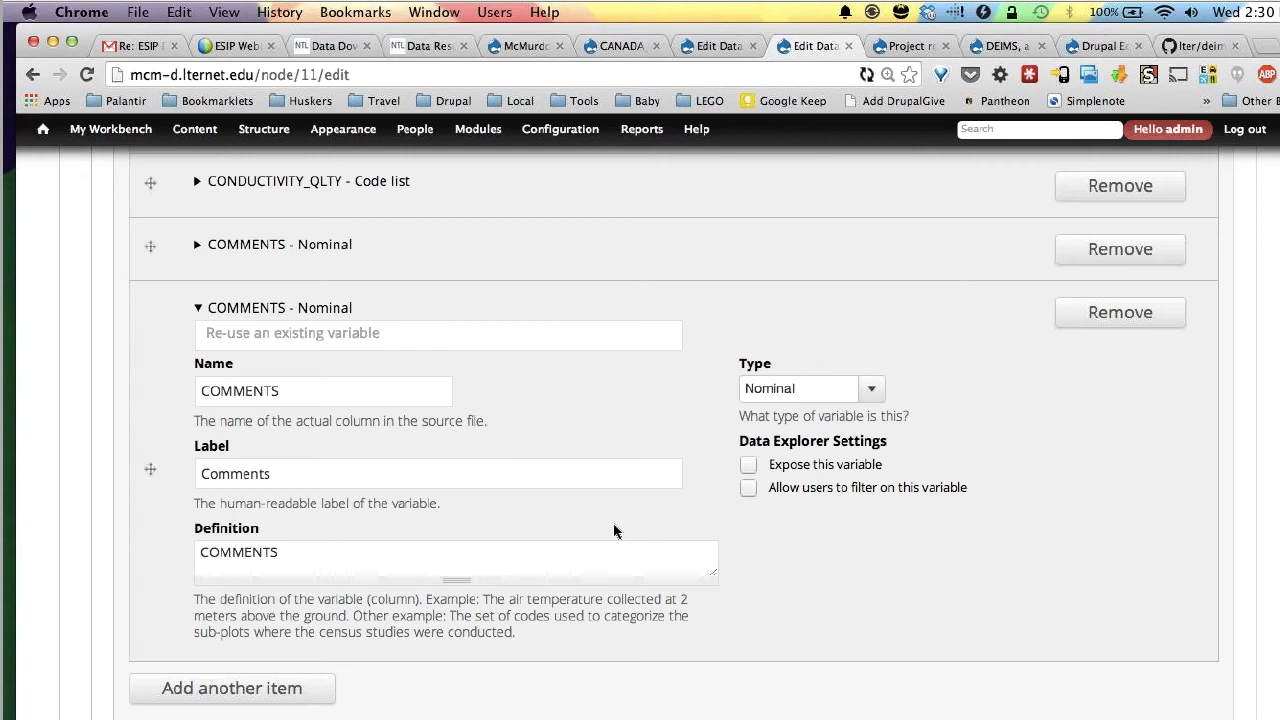 Chrome File Edit View History Bookmarks Window Users Help 100% Wed 2:30
Re: ESIP ESIP Web NTL Data Dow NTL Data Res McMurdo CANADA Edit Data Edit Data Project re DEIMS, a Drupal Ec lter/deim
mcm-d.lternet.edu/node/11/edit ABP
Apps Palantir Bookmarklets Huskers Travel Drupal Local Tools Baby LEGO Google Keep Add DrupalGive Pantheon Simplenote » Other B
My Workbench Content Structure Appearance People Modules Configuration Reports Help Search Hello admin Log out
CONDUCTIVITY_QLTY - Code list Remove
COMMENTS - Nominal Remove
COMMENTS - Nominal Remove
Re-use an existing variable
Name Type
COMMENTS Nominal
The name of the actual column in the source file. What type of variable is this?
Label Data Explorer Settings
Comments Expose this variable
Allow users to filter on this variable
The human-readable label of the variable.
Definition
COMMENTS
The definition of the variable (column). Example: The air temperature collected at 2
meters above the ground. Other example: The set of codes used to categorize the
sub-plots where the census studies were conducted.
Add another item